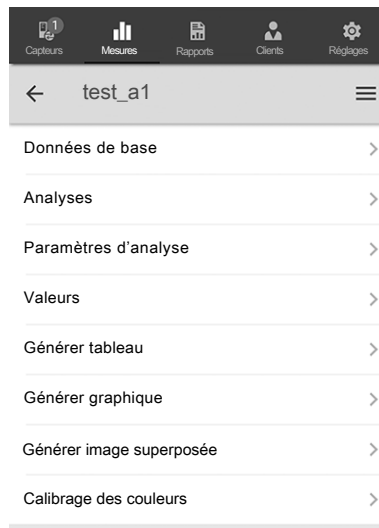 1
Capteurs Mesures Rapports Clients Réglages
test_a1
Données de base
Analyses
Paramètres d’analyse
Valeurs
Générer tableau
Générer graphique
Générer image superposée
Calibrage des couleurs